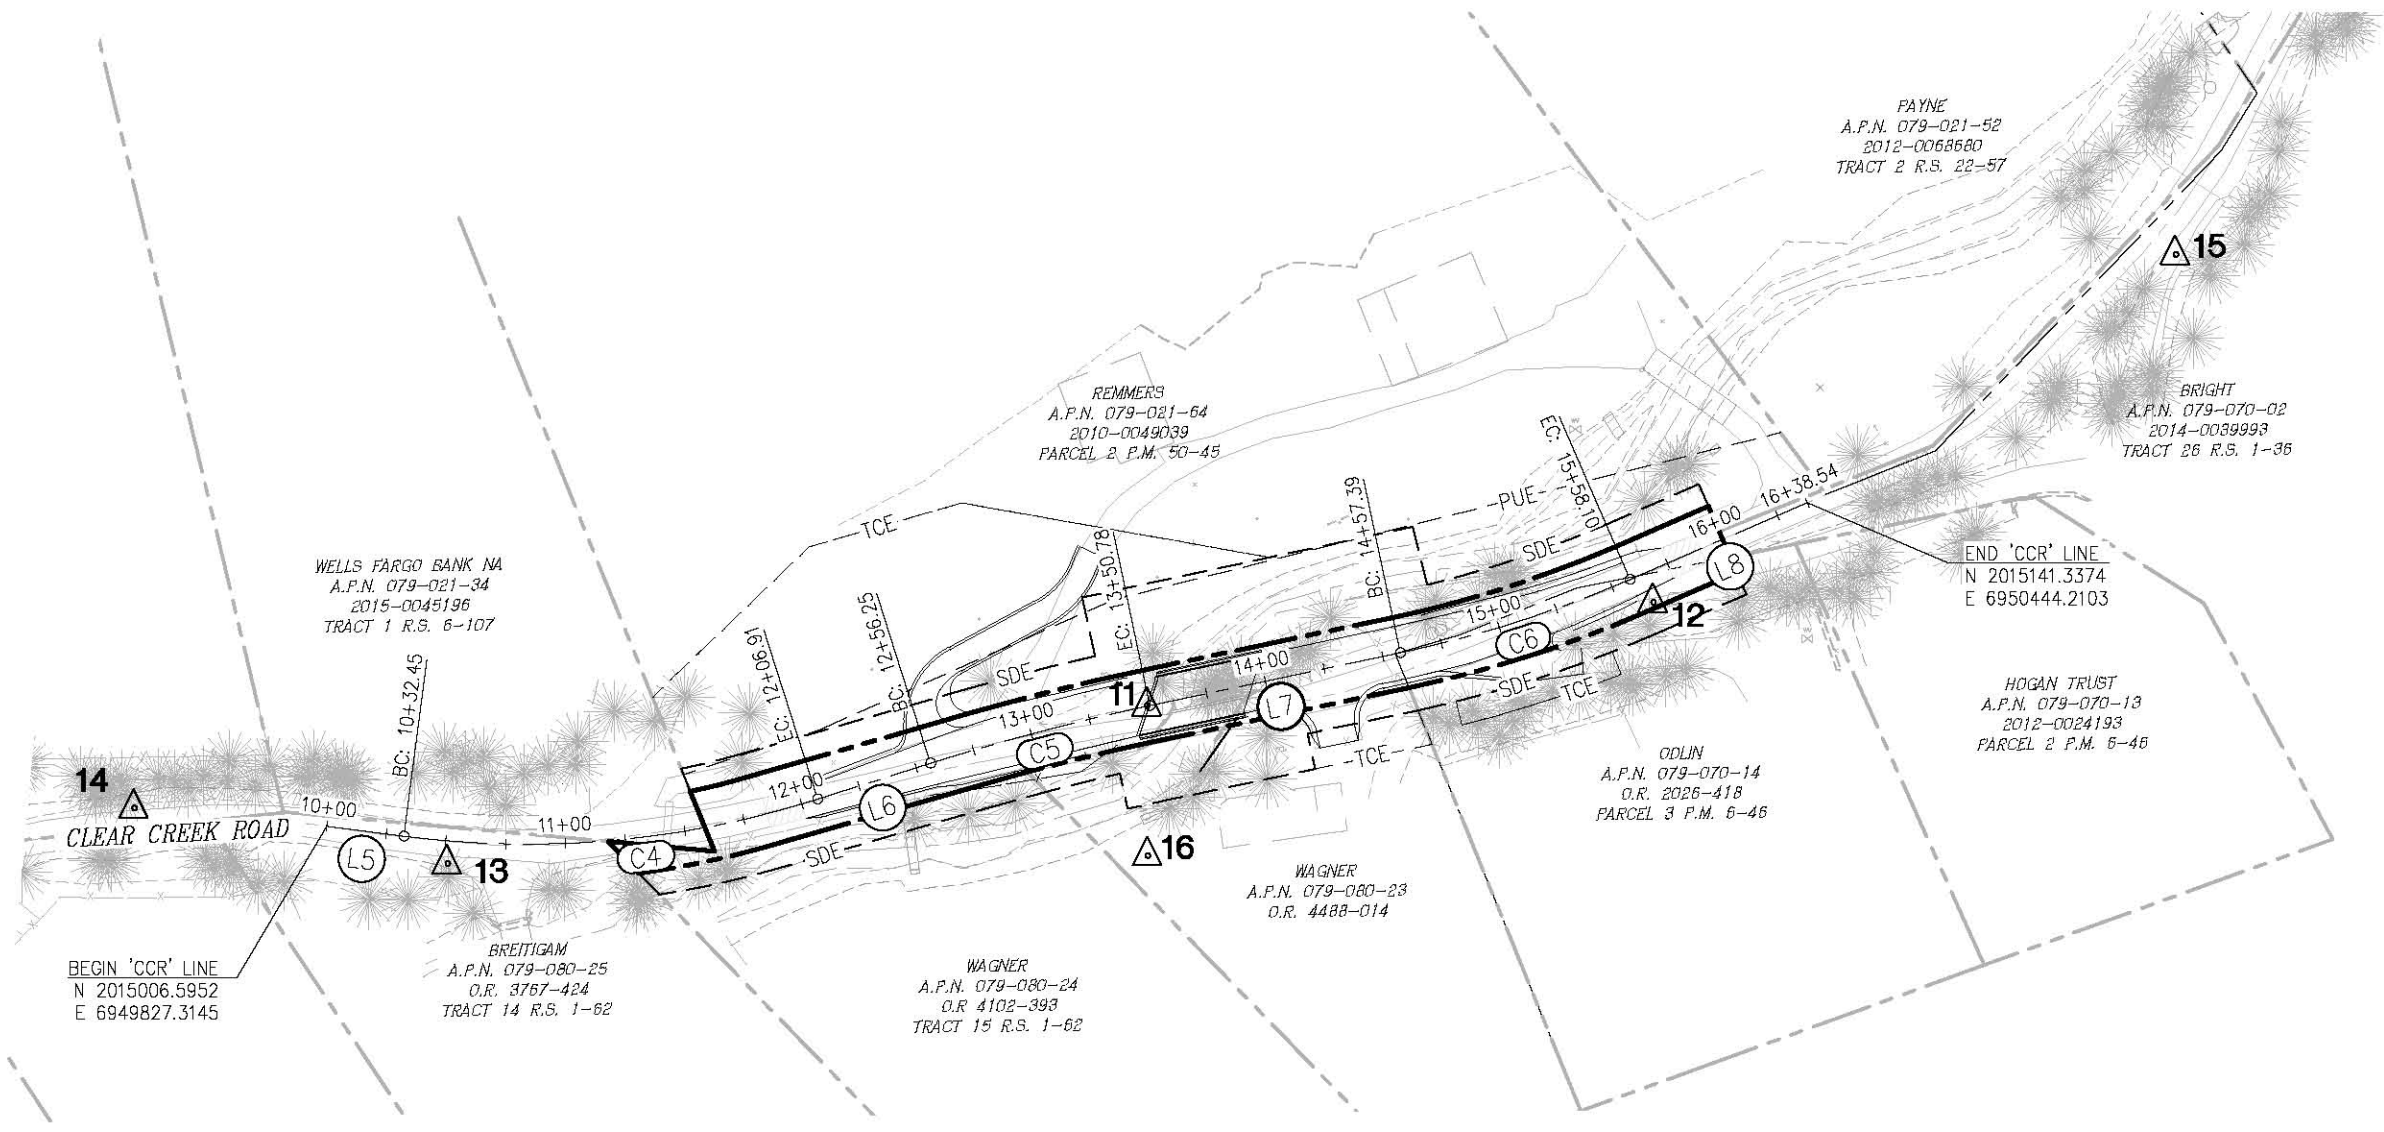 PAYNE
A.P.N. 079-021-52
2012-0068680
TRACT 2 R.S. 22-57
15
REMMERS
A.P.N. 079-021-64
2010-0049039
PARCEL 2 P.M. 50-45
BRIGHT
A.P.N. 079-070-02
2014-0039993
TRACT 26 R.S. 1-36
EC: 15+58.10
16+38.54
BC: 14+57.39
PUE
TCE
EC: 13+50.78
16+00
SDE
WELLS FARGO BANK NA
A.P.N. 079-021-34
2015-0045196
TRACT 1 R.S. 6-107
END 'CCR' LINE
N 2015141.3374
E 6950444.2103
L8
BC: 12+56.25
EC: 12+06.91
15+00
12
C6
BC: 10+32.45
SDE
14+00
11
L7
SDE
TCE
13+00
C5
TCE
HOGAN TRUST
A.P.N. 079-070-13
2012-0024193
PARCEL 2 P.M. 6-46
ODLIN
A.P.N. 079-070-14
O.R. 2026-418
PARCEL 3 P.M. 6-46
14
12+00
L6
10+00
11+00
CLEAR CREEK ROAD
L5
13
C4
SDE
16
WAGNER
A.P.N. 079-080-23
O.R. 4488-014
BEGIN 'CCR' LINE
N 2015006.5952
E 6949827.3145
BREITIGAM
A.P.N. 079-080-25
O.R. 3767-424
TRACT 14 R.S. 1-62
WAGNER
A.P.N. 079-080-24
O.R 4102-393
TRACT 15 R.S. 1-62